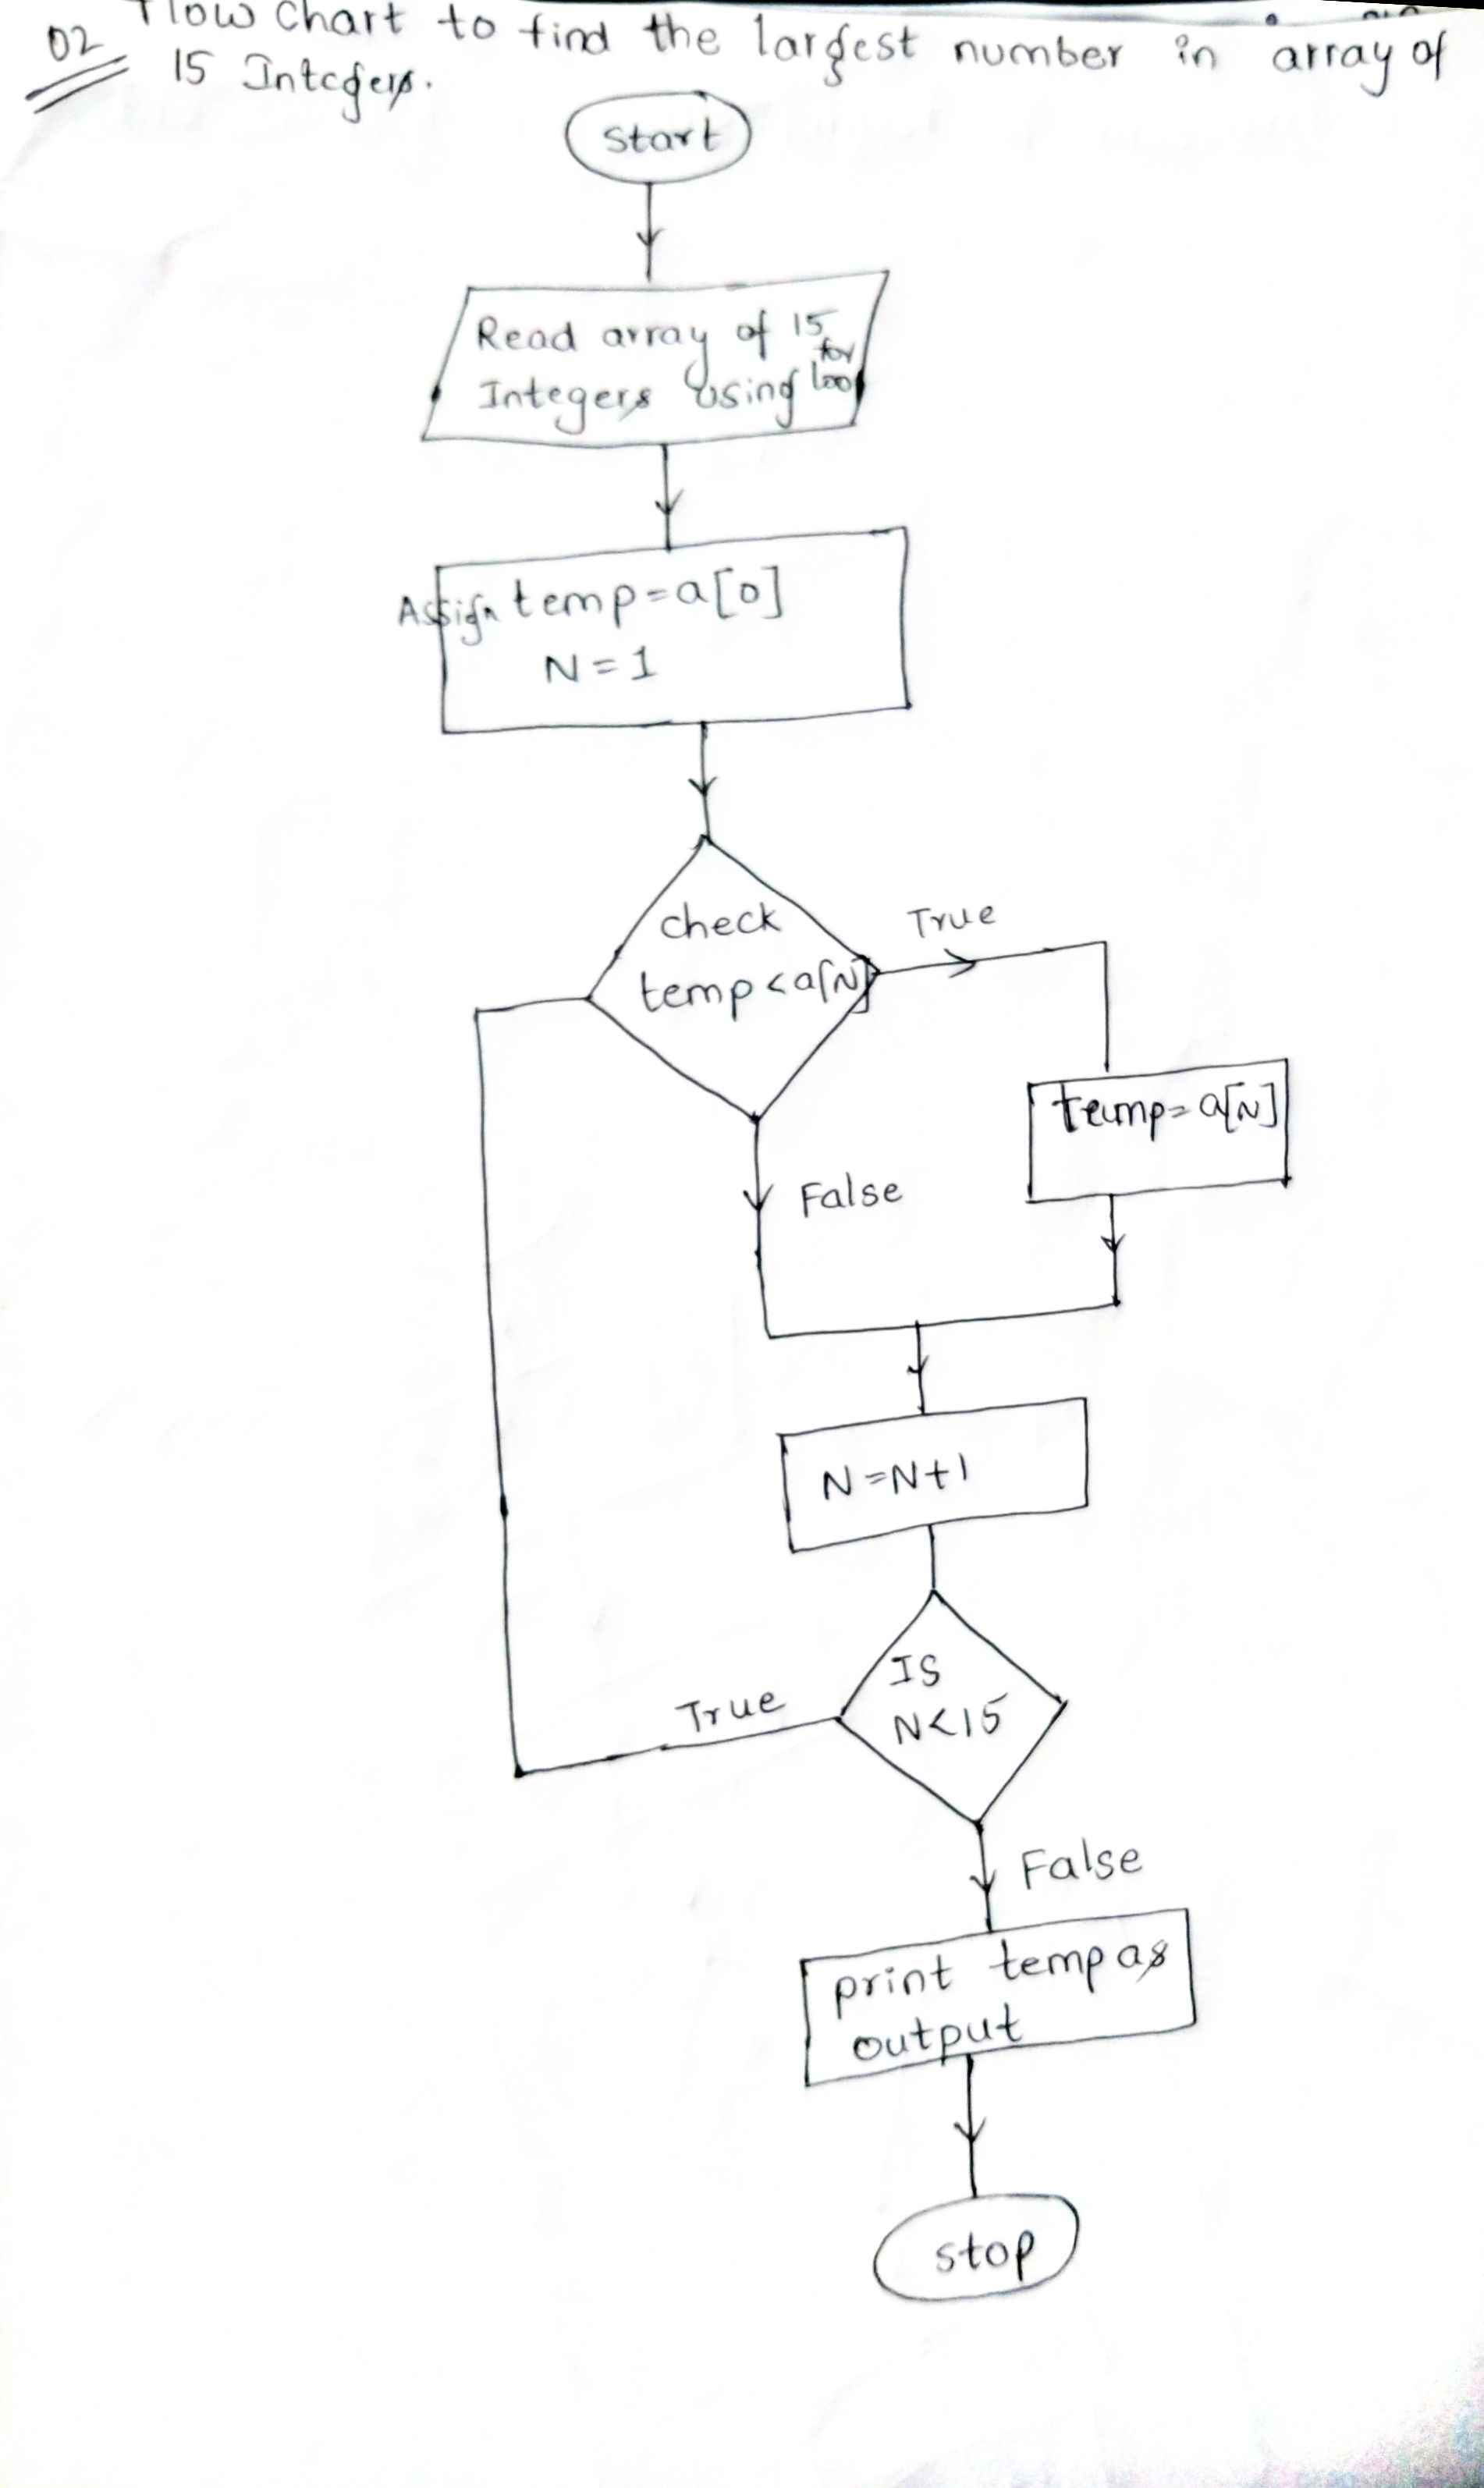 02 Flow Chart to find the largest number in array of
15 Integers.
Start
Read array of 15
Integers Using for loop
Assign temp=a[0]
N=1
check
temp<a[N]
True
temp=a[N]
False
N=N+1
IS
N<15
True
False
print temp as
output
stop